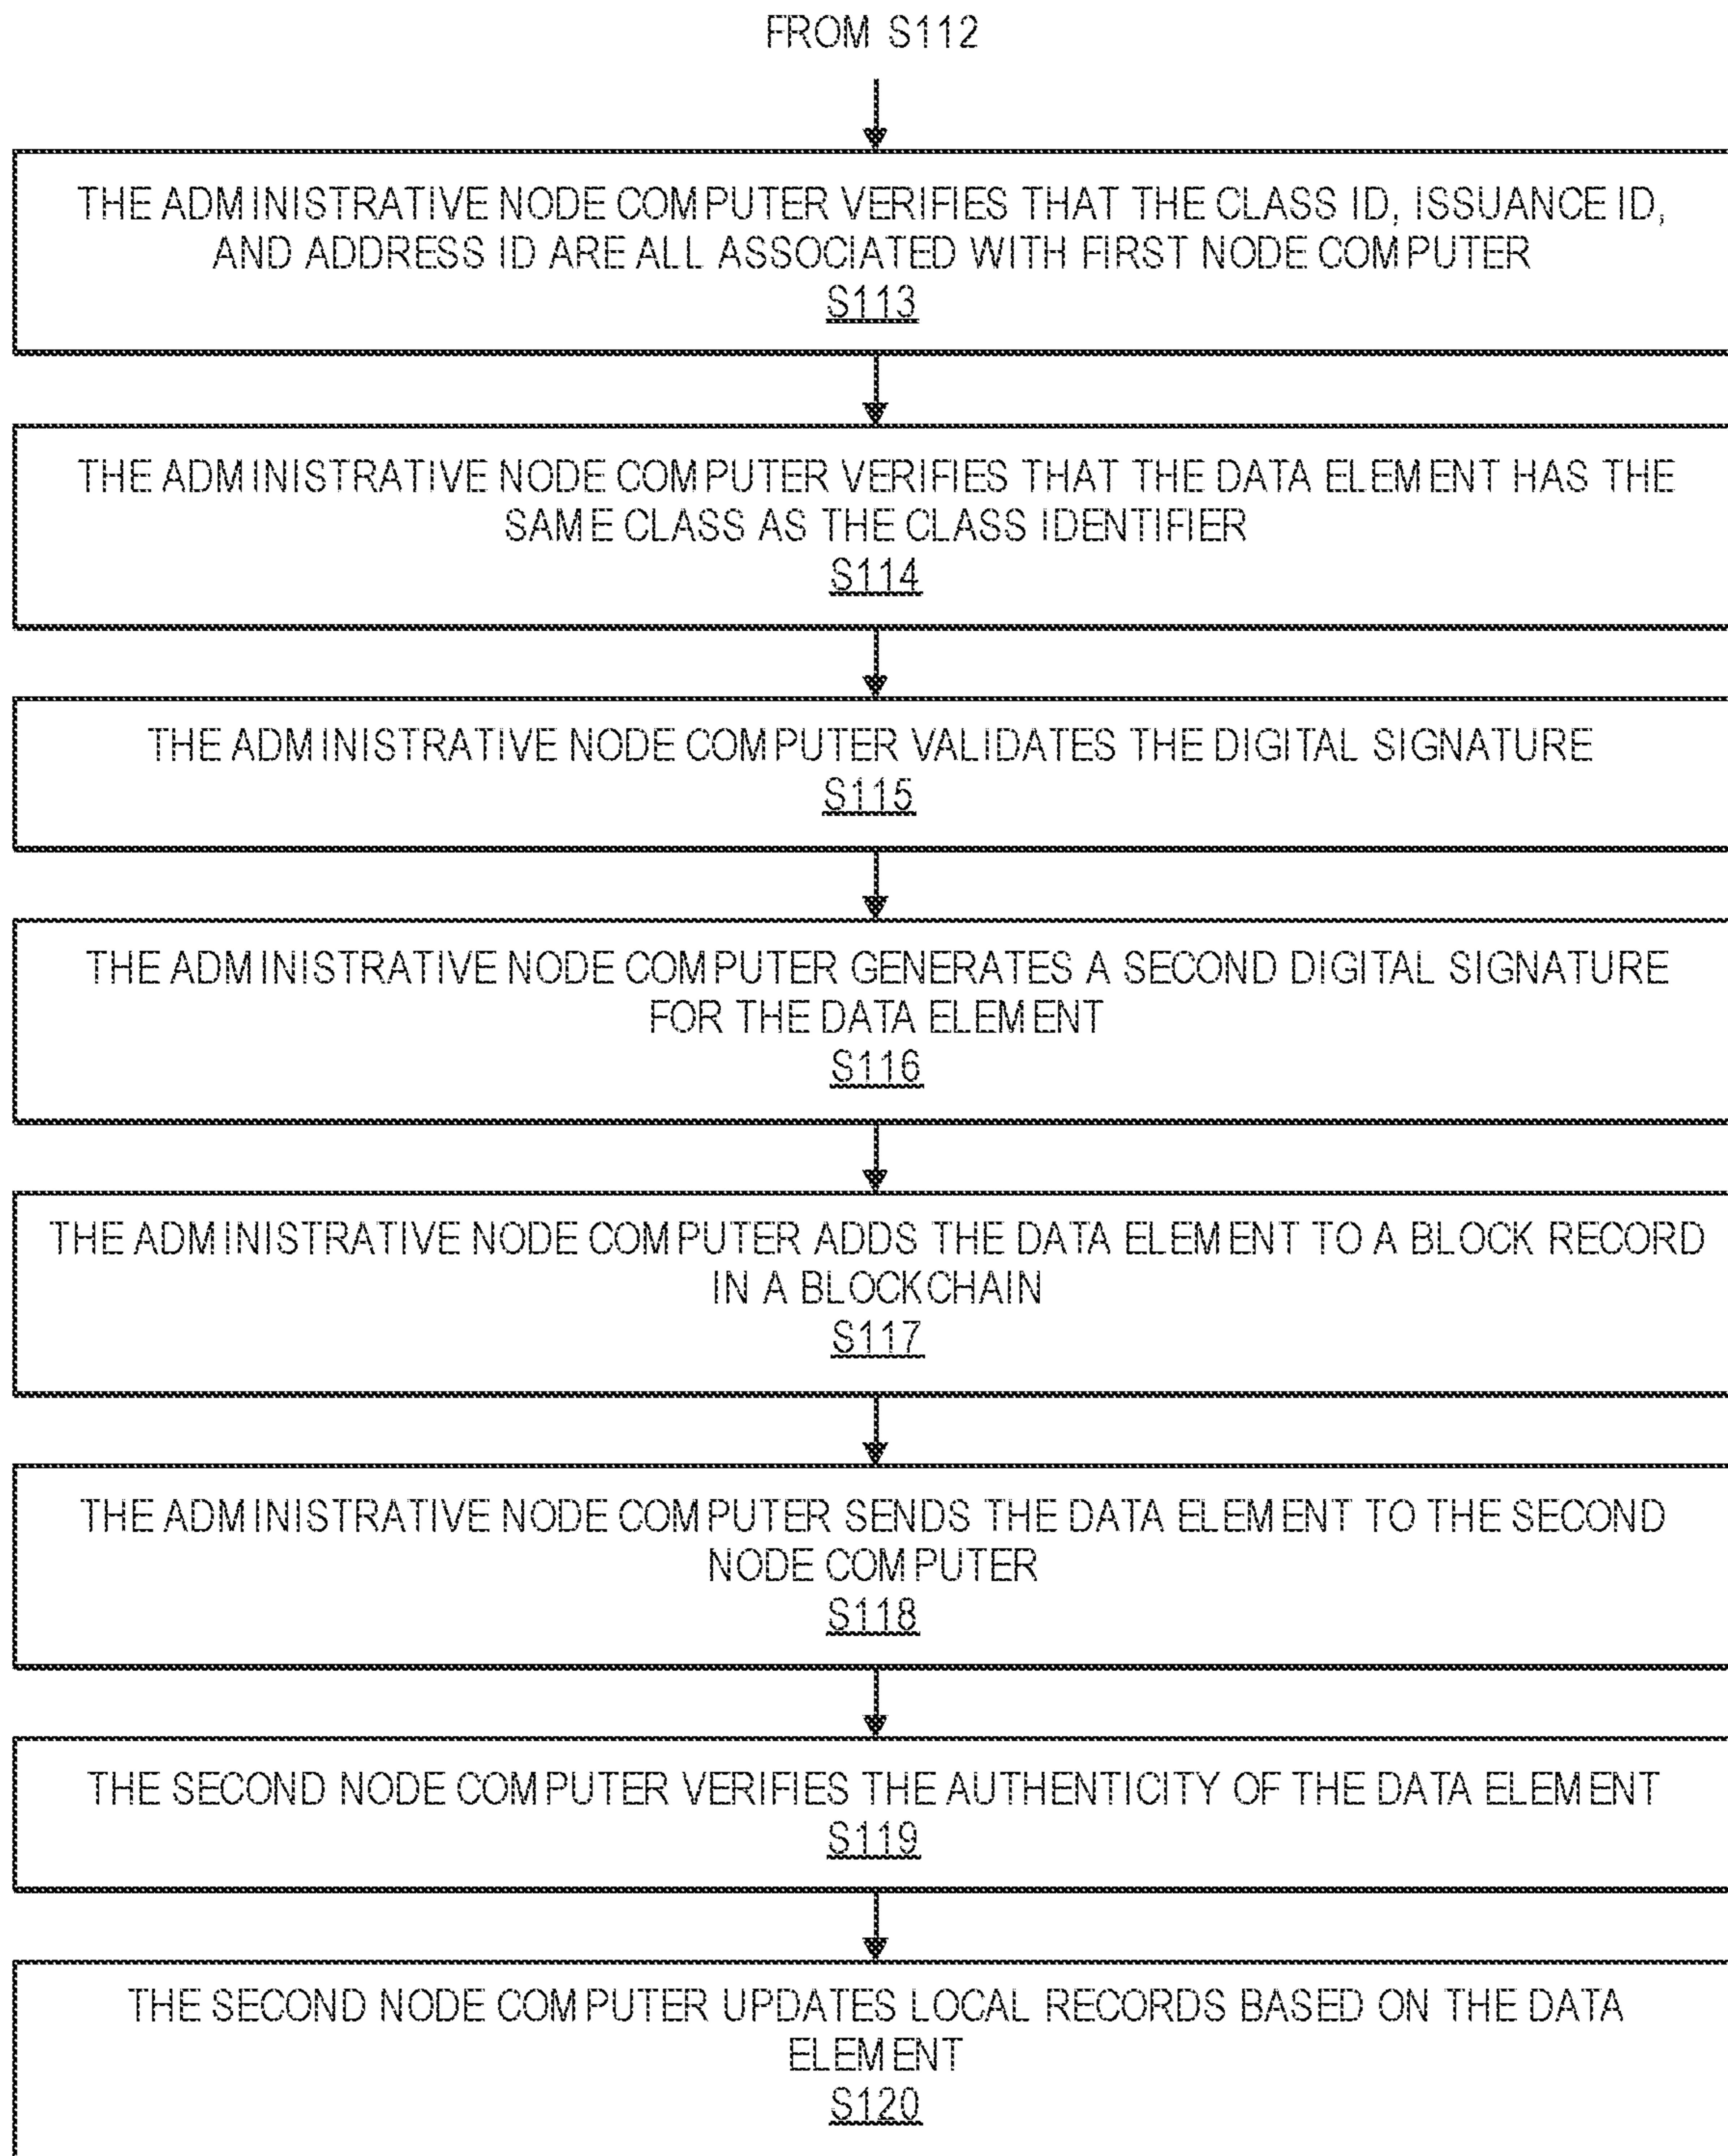 FROM S112
THE ADMINISTRATIVE NODE COMPUTER VERIFIES THAT THE CLASS ID, ISSUANCE ID,
AND ADDRESS ID ARE ALL ASSOCIATED WITH FIRST NODE COMPUTER
S113
THE ADMINISTRATIVE NODE COMPUTER VERIFIES THAT THE DATA ELEMENT HAS THE
SAME CLASS AS THE CLASS IDENTIFIER
S114
THE ADMINISTRATIVE NODE COMPUTER VALIDATES THE DIGITAL SIGNATURE
S115
THE ADMINISTRATIVE NODE COMPUTER GENERATES A SECOND DIGITAL SIGNATURE
FOR THE DATA ELEMENT
S116
THE ADMINISTRATIVE NODE COMPUTER ADDS THE DATA ELEMENT TO A BLOCK RECORD
IN A BLOCKCHAIN
S117
THE ADMINISTRATIVE NODE COMPUTER SENDS THE DATA ELEMENT TO THE SECOND
NODE COMPUTER
S118
THE SECOND NODE COMPUTER VERIFIES THE AUTHENTICITY OF THE DATA ELEMENT
S119
THE SECOND NODE COMPUTER UPDATES LOCAL RECORDS BASED ON THE DATA
ELEMENT
S120